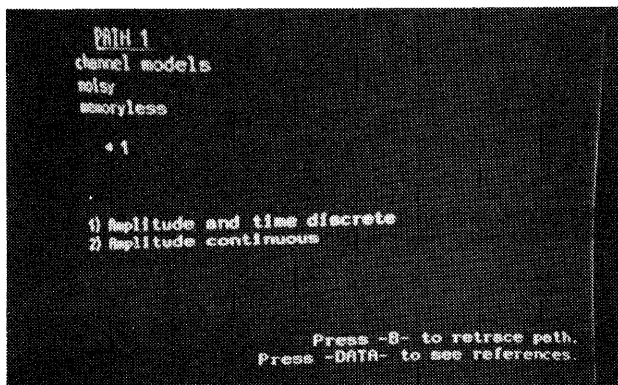 PATH 1
channel models
noisy
memoryless
1
1) Amplitude and time discrete
2) Amplitude continuous
Press -B- to retrace path.
Press -DATA- to see references.